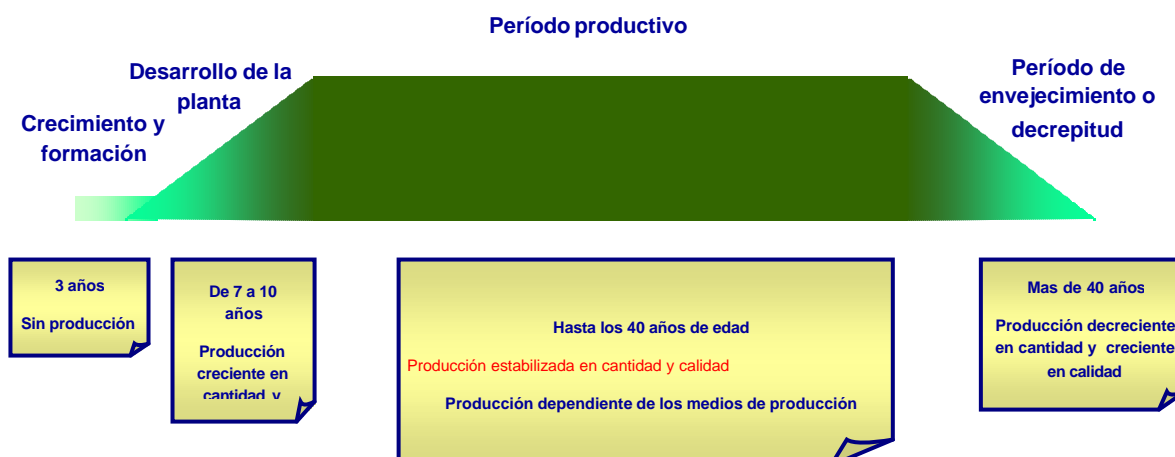 Período productivo
Desarrollo de la
planta
Período de
envejecimiento o
decrepitud
Crecimiento y
formación
3 años
Sin producción
De 7 a 10
años
Producción
creciente en
cantidad y
Hasta los 40 años de edad
Producción estabilizada en cantidad y calidad
Producción dependiente de los medios de producción
Mas de 40 años
Producción decreciente
en cantidad y creciente
en calidad